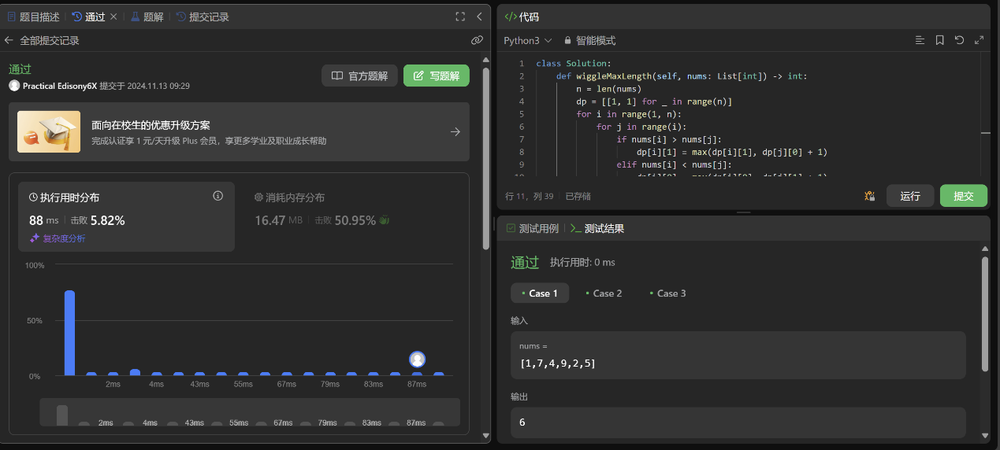 题目描述
通过
题解
提交记录
全部提交记录
通过
Practical Edisony6X 提交于 2024.11.13 09:29
官方题解
写题解
面向在校生的优惠升级方案
完成认证享 1 元/天升级 Plus 会员，享更多学业及职业成长帮助
执行用时分布
88 ms
击败 5.82%
复杂度分析
消耗内存分布
16.47 MB
击败 50.95%
100%
50%
0%
2ms 4ms 43ms 55ms 67ms 79ms 83ms 87ms
2ms 4ms 43ms 55ms 67ms 79ms 83ms 87ms
</>代码
Python3
智能模式
1 class Solution:
2 def wiggleMaxLength(self, nums: List[int]) -> int:
3 n = len(nums)
4 dp = [[1, 1] for _ in range(n)]
5 for i in range(1, n):
6 for j in range(i):
7 if nums[i] > nums[j]:
8 dp[i][1] = max(dp[i][1], dp[j][0] + 1)
9 elif nums[i] < nums[j]:
行 11, 列 39
已存储
运行
提交
测试用例
>_ 测试结果
通过
执行用时: 0 ms
Case 1
Case 2
Case 3
输入
nums =
[1,7,4,9,2,5]
输出
6